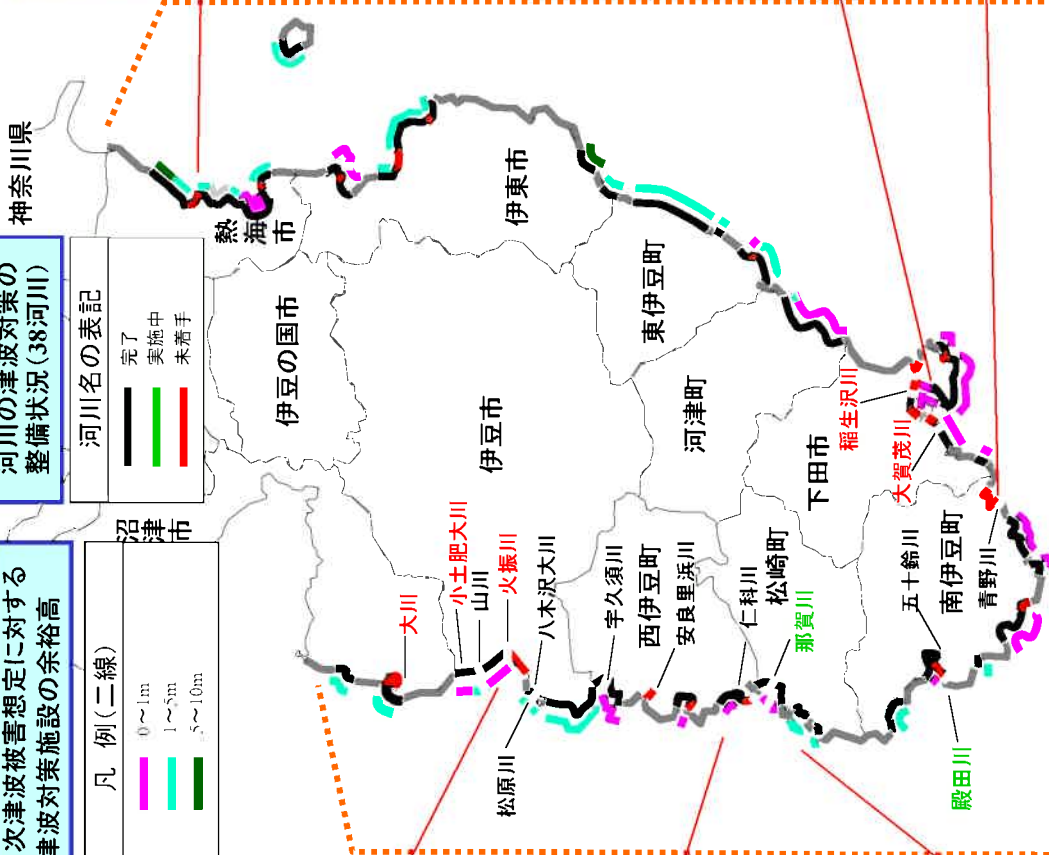 河川の津波対策の
整備状況(38河川)
河川名の表記
完了
実施中
未着手
次津波被害想定に対する
津波対策施設の余裕高
凡 例(二線)
0～1m
1～5m
5～10m
神奈川県
熱海市
伊豆の国市
伊東市
沼津市
東伊豆町
伊豆市
河津町
下田市
稲生沢川
大賀茂川
大川
小土肥大川
山川
火振川
八木沢大川
松原川
宇久須川
西伊豆町
安良里浜川
仁科川
松崎町
那賀川
五十鈴川
南伊豆町
青野川
殿田川